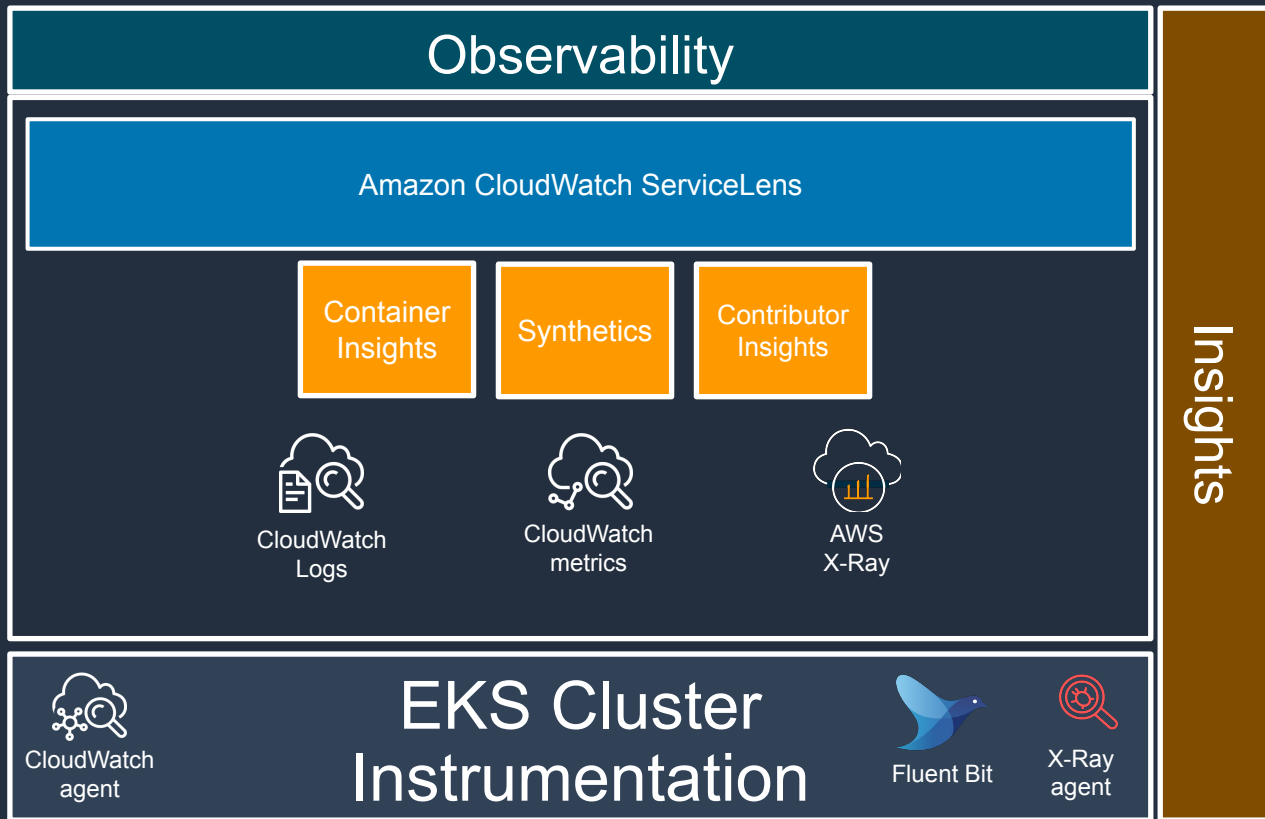 Observability
Amazon CloudWatch ServiceLens
Container
Insights
Synthetics
Contributor
Insights
CloudWatch
Logs
CloudWatch
metrics
AWS
X-Ray
CloudWatch
agent
EKS Cluster
Instrumentation
Fluent Bit
X-Ray
agent
Insights